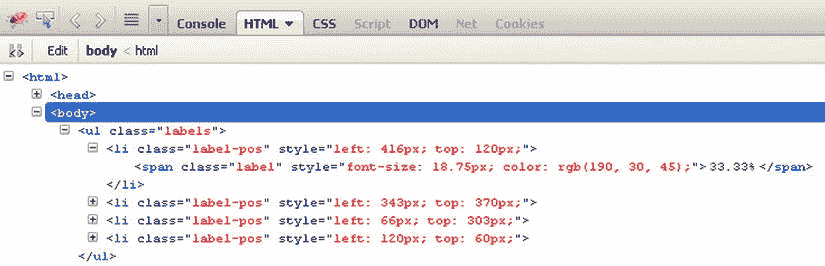 Console HTML CSS Script DOM Net Cookies
Edit body < html
<html>
<head>
<body>
<ul class="labels">
<li class="label-pos" style="left: 416px; top: 120px;">
<span class="label" style="font-size: 18.75px; color: rgb(190, 30, 45);">33.33%</span>
</li>
<li class="label-pos" style="left: 343px; top: 370px;">
<li class="label-pos" style="left: 66px; top: 303px;">
<li class="label-pos" style="left: 120px; top: 60px;">
</ul>